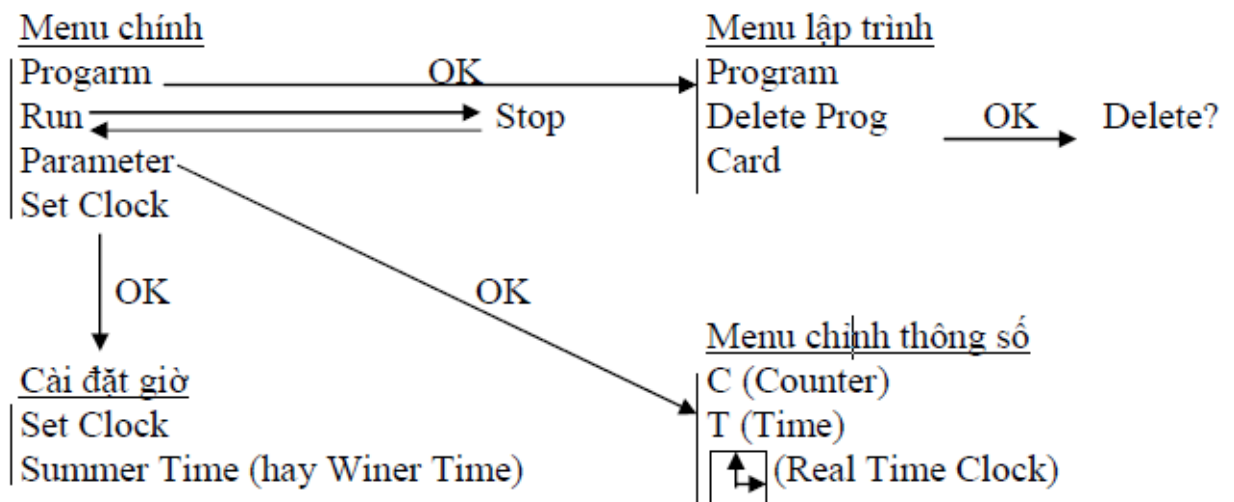 Menu chính
Progarm
OK
Run
Stop
Parameter
Set Clock
OK
OK
Menu lập trình
Program
Delete Prog
OK
Delete?
Card
Cài đặt giờ
Set Clock
Summer Time (hay Winer Time)
Menu chỉnh thông số
C (Counter)
T (Time)
(Real Time Clock)